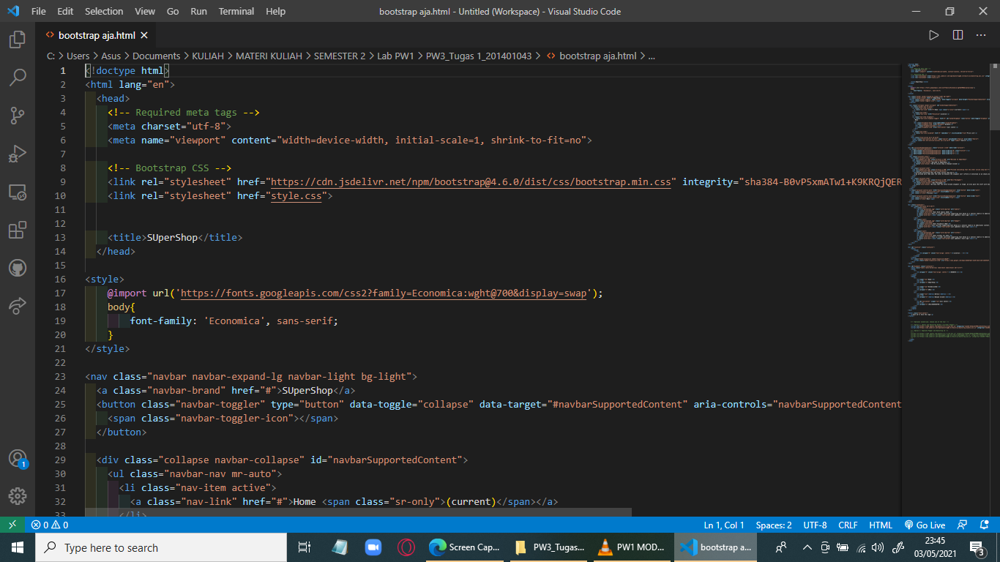 File Edit Selection View Go Run Terminal Help bootstrap aja.html - Untitled (Workspace) - Visual Studio Code
bootstrap aja.html
C: > Users > Asus > Documents > KULIAH > MATERI KULIAH > SEMESTER 2 > Lab PW1 > PW3_Tugas 1_201401043 > bootstrap aja.html > ...
1 <!doctype html>
2 <html lang="en">
3 <head>
4 <!-- Required meta tags -->
5 <meta charset="utf-8">
6 <meta name="viewport" content="width=device-width, initial-scale=1, shrink-to-fit=no">
7
8 <!-- Bootstrap CSS -->
9 <link rel="stylesheet" href="https://cdn.jsdelivr.net/npm/bootstrap@4.6.0/dist/css/bootstrap.min.css" integrity="sha384-B0vP5xmATw1+K9KRQjQER
10 <link rel="stylesheet" href="style.css">
11
12
13 <title>SUperShop</title>
14 </head>
15
16 <style>
17 @import url('https://fonts.googleapis.com/css2?family=Economica:wght@700&display=swap');
18 body{
19 font-family: 'Economica', sans-serif;
20 }
21 </style>
22
23 <nav class="navbar navbar-expand-lg navbar-light bg-light">
24 <a class="navbar-brand" href="#">SUperShop</a>
25 <button class="navbar-toggler" type="button" data-toggle="collapse" data-target="#navbarSupportedContent" aria-controls="navbarSupportedContent
26 <span class="navbar-toggler-icon"></span>
27 </button>
28
29 <div class="collapse navbar-collapse" id="navbarSupportedContent">
30 <ul class="navbar-nav mr-auto">
31 <li class="nav-item active">
32 <a class="nav-link" href="#">Home <span class="sr-only">(current)</span></a>
33 </li>
1
0 0 Ln 1, Col 1 Spaces: 2 UTF-8 CRLF HTML Go Live
Type here to search Screen Cap... PW3_Tugas... PW1 MOD... bootstrap a... 23:45
03/05/2021 3